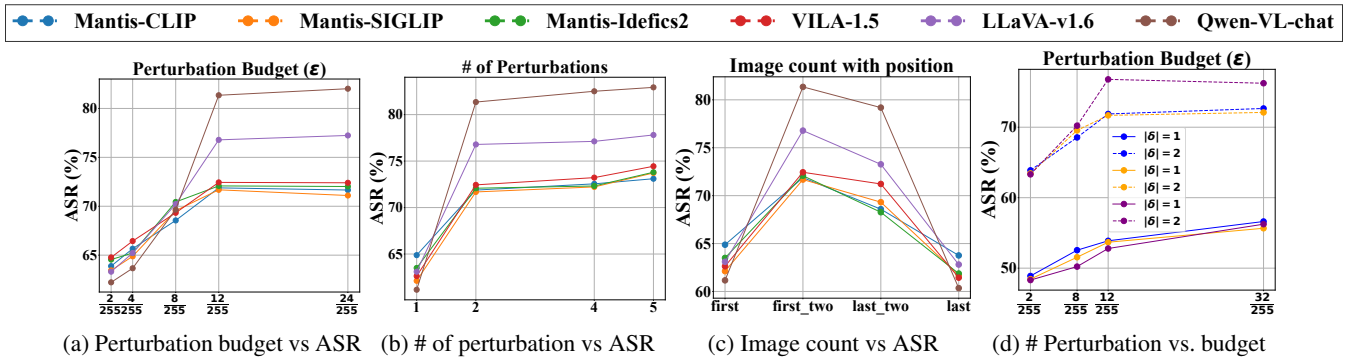 Mantis-CLIP Mantis-SIGLIP Mantis-Idefics2 VILA-1.5 LLaVA-v1.6 Qwen-VL-chat
Perturbation Budget (ε)
ASR (%)
80
75
70
65
2/255 4/255 8/255 12/255 24/255
(a) Perturbation budget vs ASR
# of Perturbations
ASR (%)
80
75
70
65
1 2 4 5
(b) # of perturbation vs ASR
Image count with position
ASR (%)
80
75
70
65
60
first first_two last_two last
(c) Image count vs ASR
Perturbation Budget (ε)
ASR (%)
70
60
50
|δ| = 1
|δ| = 2
|δ| = 1
|δ| = 2
|δ| = 1
|δ| = 2
2/255 8/255 12/255 32/255
(d) # Perturbation vs. budget